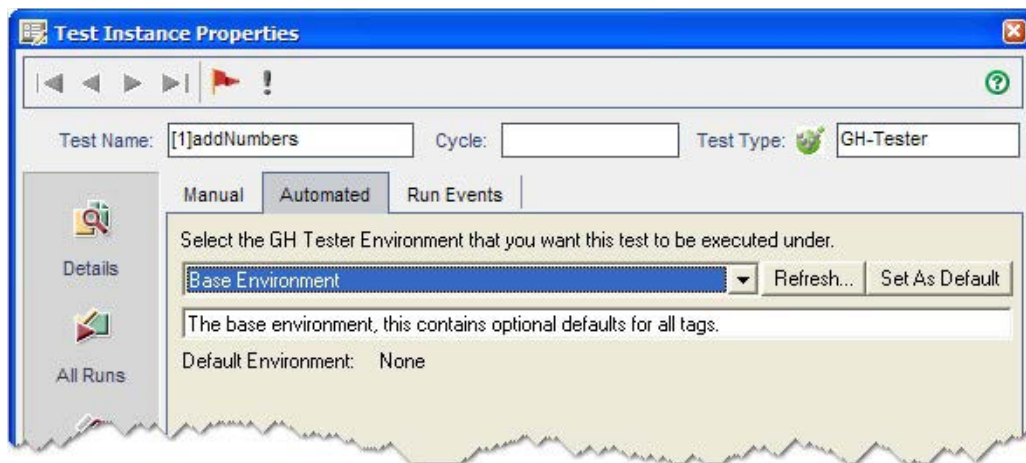 Test Instance Properties
Test Name: [1]addNumbers Cycle: Test Type: GH-Tester
Manual Automated Run Events
Details
Select the GH Tester Environment that you want this test to be executed under.
Base Environment Refresh... Set As Default
The base environment, this contains optional defaults for all tags.
Default Environment: None
All Runs